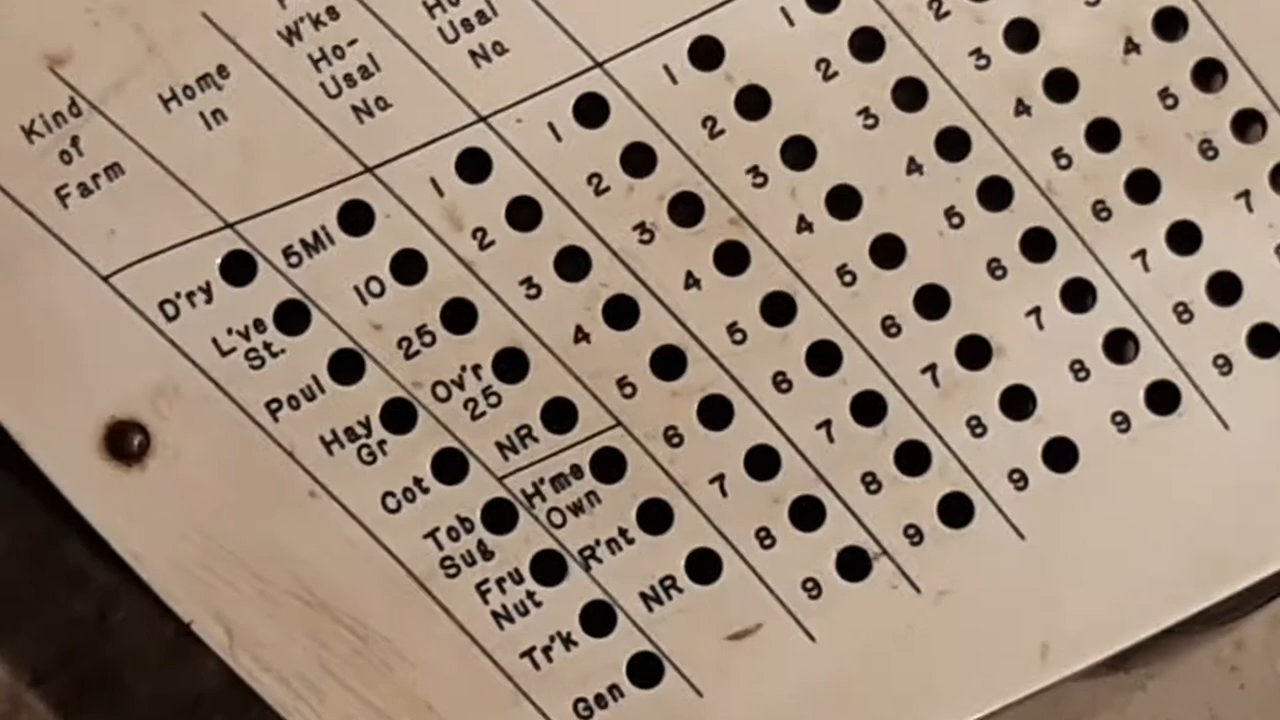 Kind
of
Farm
Home
In
W'ks
Ho-
Usal
No
Usal
No
D'ry
L've
St.
Poul
Hay
Gr
Cot
Tob
Sug
Fru
Nut
Tr'k
Gen
5Mi
10
25
Ov'r
25
NR
H'me
Own
R'nt
NR
1
2
3
4
5
6
7
8
9
1
2
3
4
5
6
7
8
9
1
2
3
4
5
6
7
8
9
1
2
3
4
5
6
7
8
9
2
3
4
5
6
7
8
9
4
5
6
7